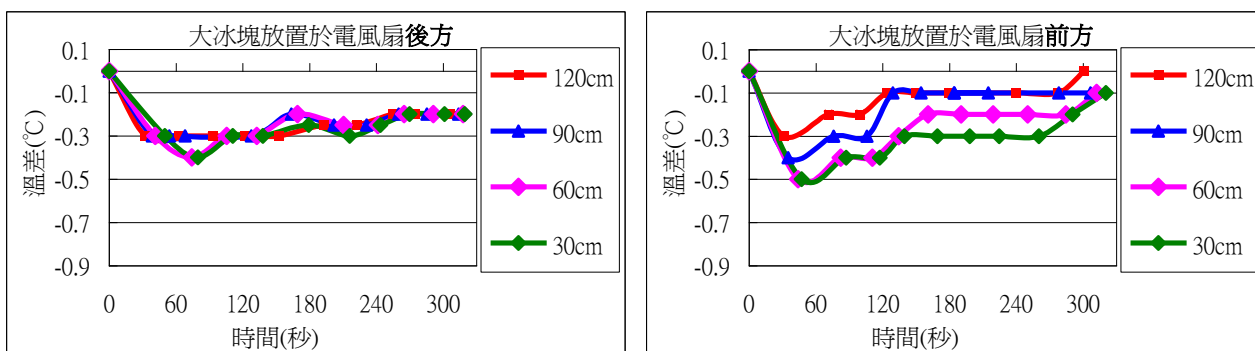 大冰塊放置於電風扇後方
0.1
-0.1
-0.3
-0.5
-0.7
-0.9
溫差(℃)
0 60 120 180 240 300
時間(秒)
120cm
90cm
60cm
30cm
大冰塊放置於電風扇前方
0.1
-0.1
-0.3
-0.5
-0.7
-0.9
溫差(℃)
0 60 120 180 240 300
時間(秒)
120cm
90cm
60cm
30cm